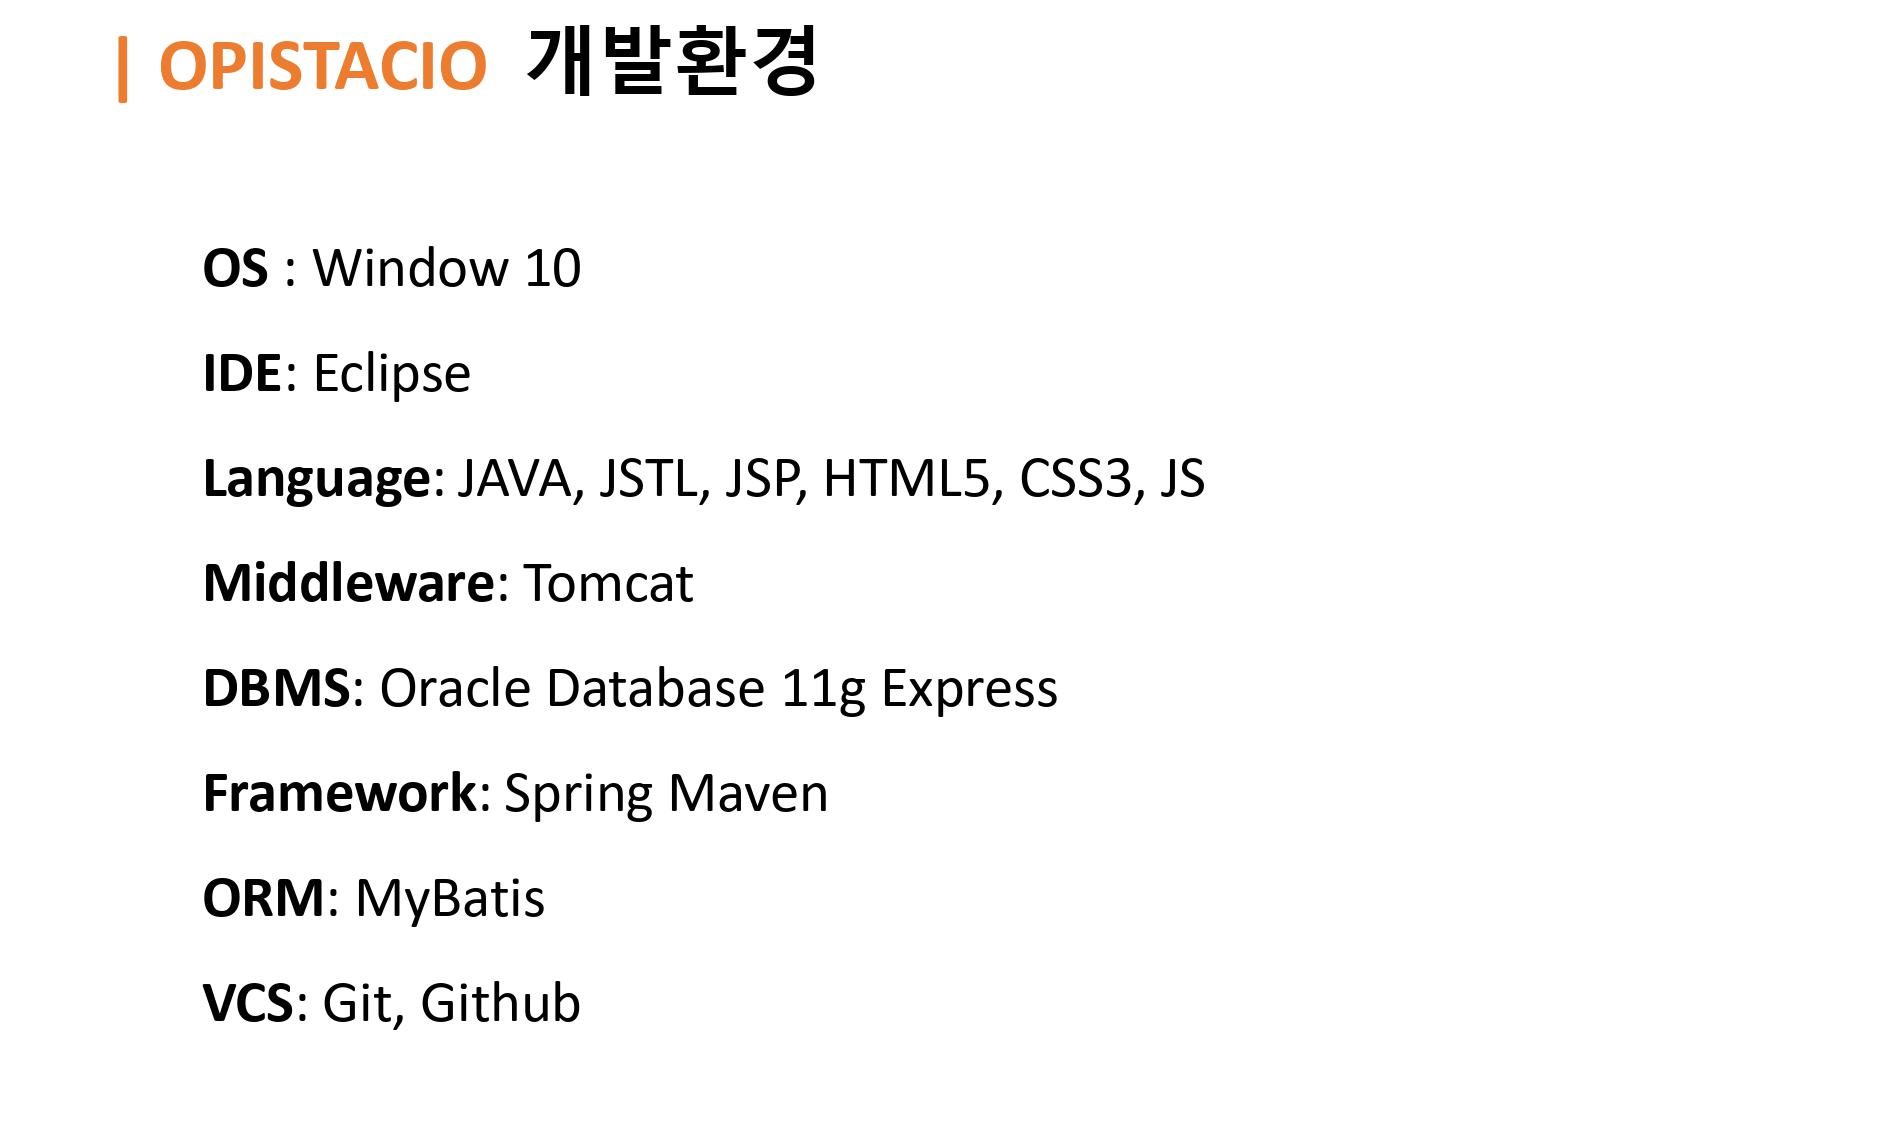 | OPISTACIO 개발환경
OS : Window 10
IDE: Eclipse
Language: JAVA, JSTL, JSP, HTML5, CSS3, JS
Middleware: Tomcat
DBMS: Oracle Database 11g Express
Framework: Spring Maven
ORM: MyBatis
VCS: Git, Github